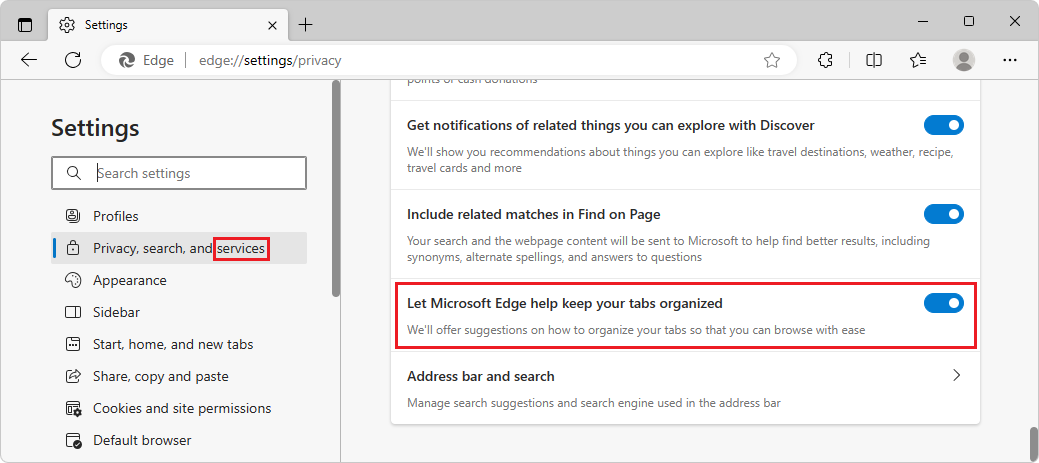 Settings
Edge
edge://settings/privacy
Settings
Search settings
Profiles
Privacy, search, and services
Appearance
Sidebar
Start, home, and new tabs
Share, copy and paste
Cookies and site permissions
Default browser
points or cash donations
Get notifications of related things you can explore with Discover
We'll show you recommendations about things you can explore like travel destinations, weather, recipe,
travel cards and more
Include related matches in Find on Page
Your search and the webpage content will be sent to Microsoft to help find better results, including
synonyms, alternate spellings, and answers to questions
Let Microsoft Edge help keep your tabs organized
We'll offer suggestions on how to organize your tabs so that you can browse with ease
Address bar and search
Manage search suggestions and search engine used in the address bar